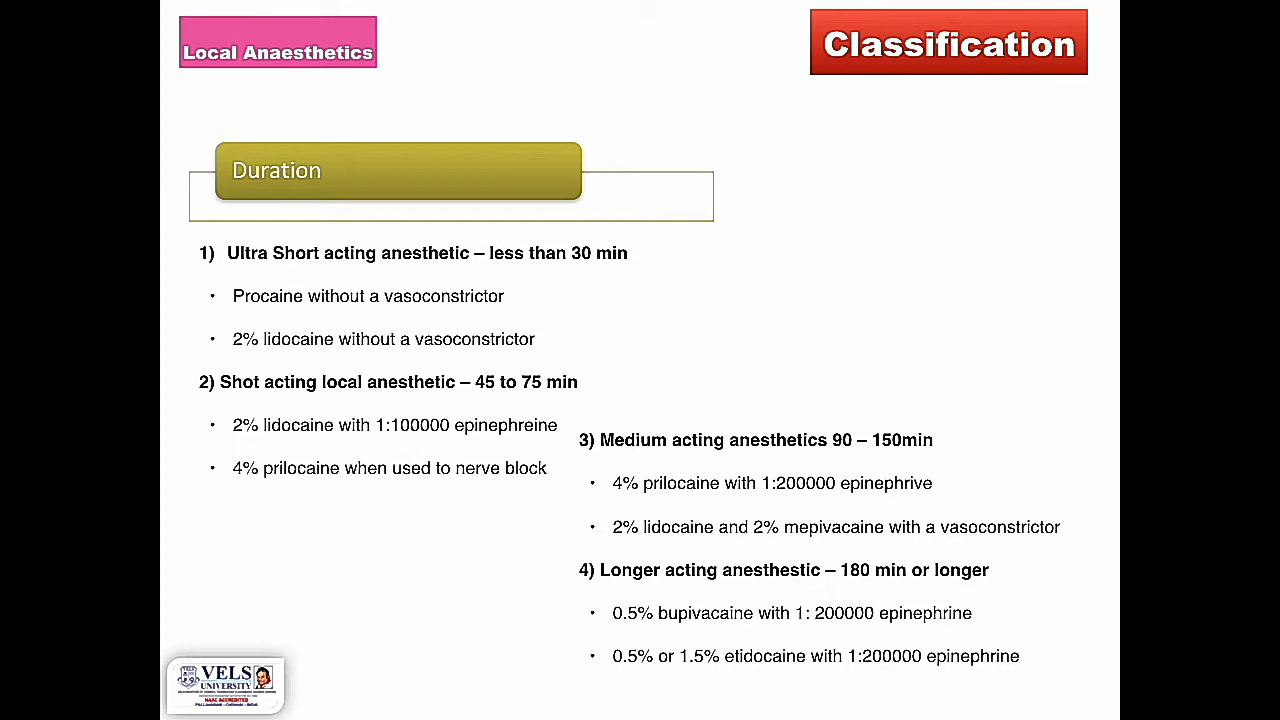 Local Anaesthetics
Classification
Duration
1) Ultra Short acting anesthetic – less than 30 min
• Procaine without a vasoconstrictor
• 2% lidocaine without a vasoconstrictor
2) Shot acting local anesthetic – 45 to 75 min
• 2% lidocaine with 1:100000 epinephreine
• 4% prilocaine when used to nerve block
3) Medium acting anesthetics 90 – 150min
• 4% prilocaine with 1:200000 epinephrive
• 2% lidocaine and 2% mepivacaine with a vasoconstrictor
4) Longer acting anesthestic – 180 min or longer
• 0.5% bupivacaine with 1: 200000 epinephrine
• 0.5% or 1.5% etidocaine with 1:200000 epinephrine
VELS
UNIVERSITY
NAAC ACCREDITED